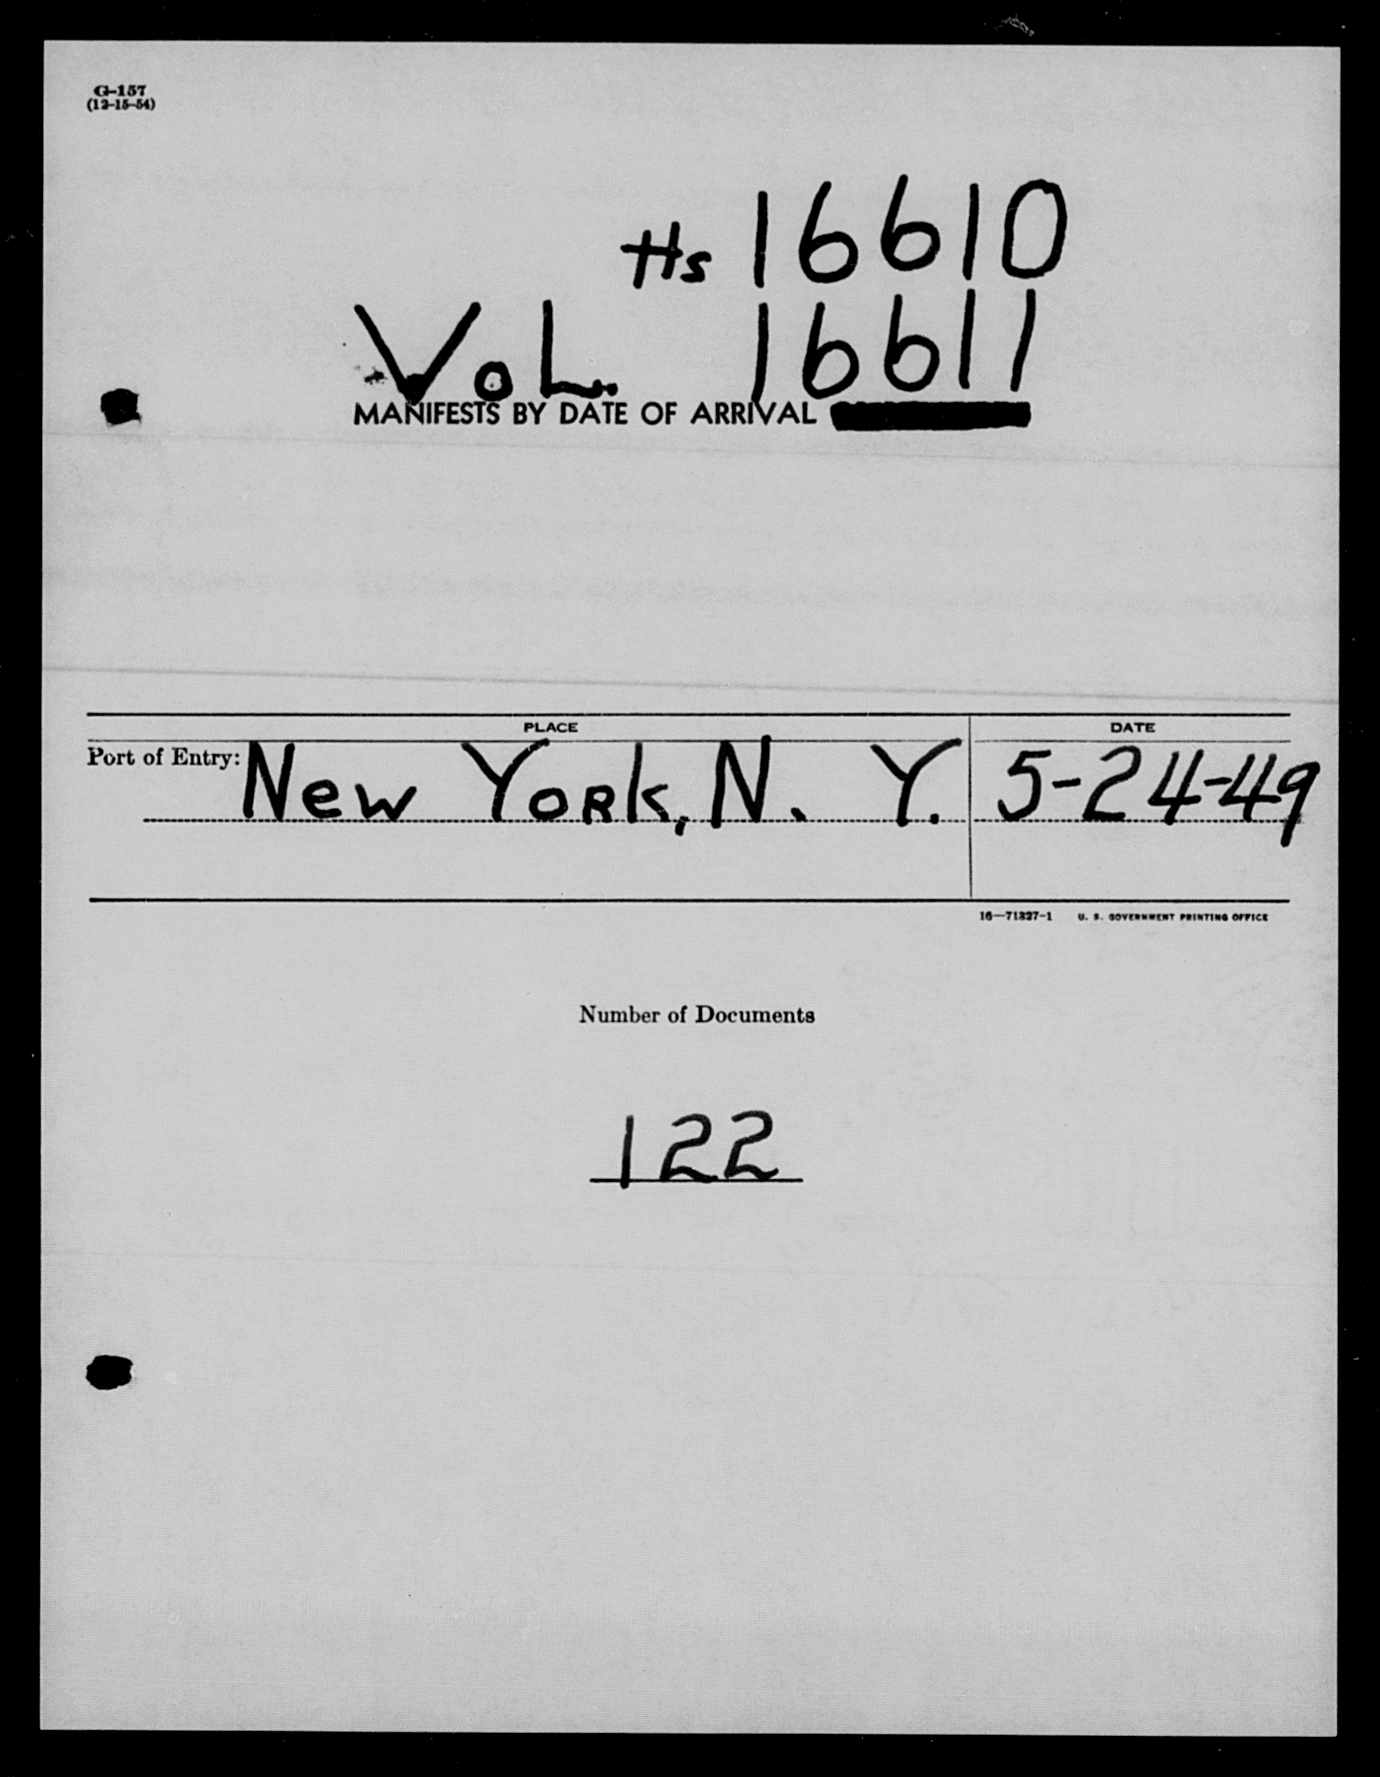 G-157
(12-15-54)
Hs 16610
VoL. 16611
MANIFESTS BY DATE OF ARRIVAL
PLACE DATE
Port of Entry: New York, N. Y. 5-24-49
16—71327-1 U. S. GOVERNMENT PRINTING OFFICE
Number of Documents
122